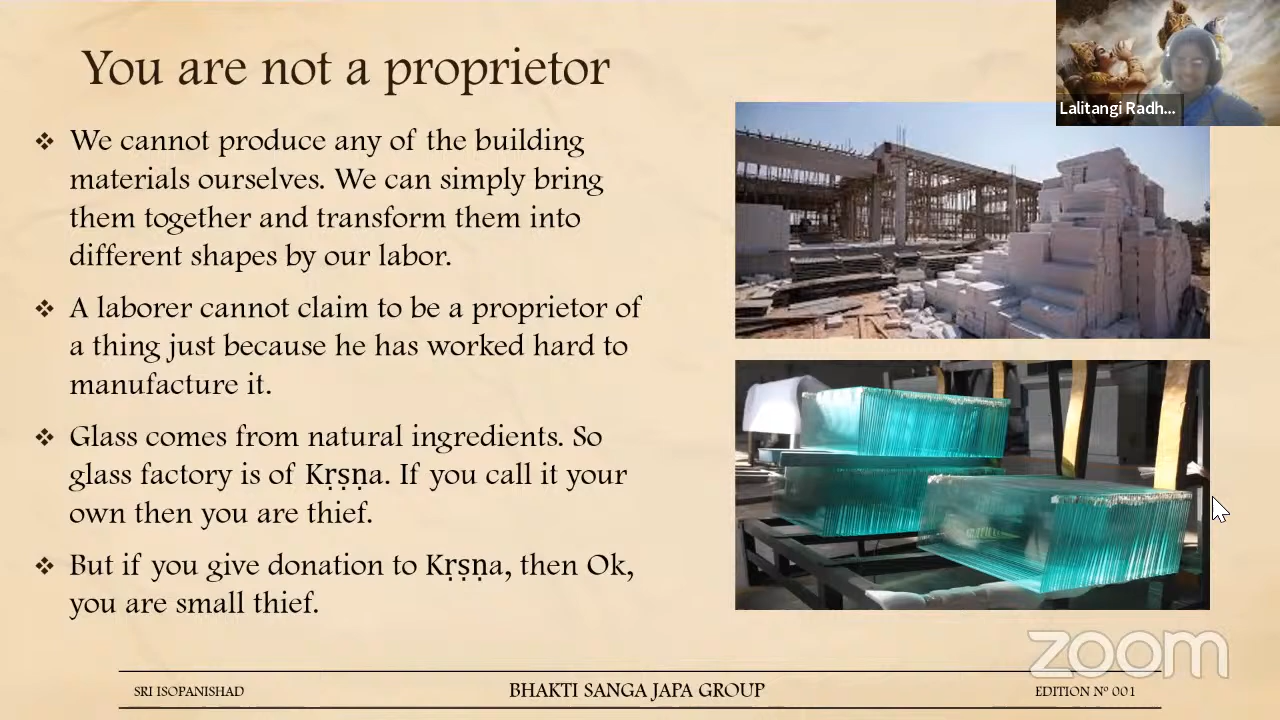 You are not a proprietor
Lalitangi Radh...
❖ We cannot produce any of the building
materials ourselves. We can simply bring
them together and transform them into
different shapes by our labor.
❖ A laborer cannot claim to be a proprietor of
a thing just because he has worked hard to
manufacture it.
❖ Glass comes from natural ingredients. So
glass factory is of Kṛṣṇa. If you call it your
own then you are thief.
❖ But if you give donation to Kṛṣṇa, then Ok,
you are small thief.
zoom
SRI ISOPANISHAD
BHAKTI SANGA JAPA GROUP
EDITION Nº 001